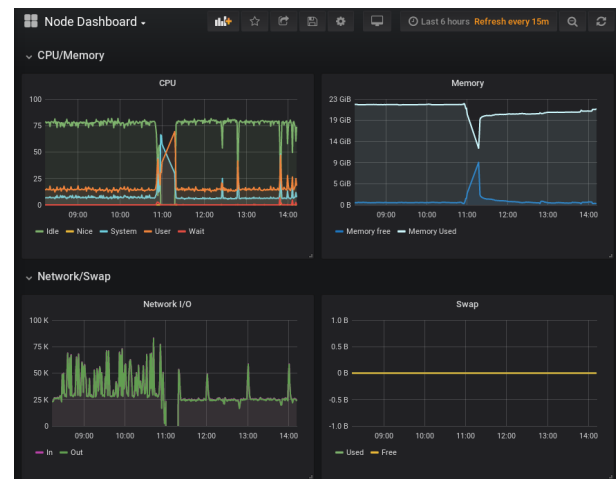 Node Dashboard
Last 6 hours Refresh every 15m
CPU/Memory
CPU
100
75
50
25
0
09:00 10:00 11:00 12:00 13:00 14:00
Idle Nice System User Wait
Memory
23 GiB
19 GiB
14 GiB
9 GiB
5 GiB
0 B
09:00 10:00 11:00 12:00 13:00 14:00
Memory free Memory Used
Network/Swap
Network I/O
100 K
75 K
50 K
25 K
0
09:00 10:00 11:00 12:00 13:00 14:00
In Out
Swap
1.0 B
0.5 B
0 B
-0.5 B
-1.0 B
09:00 10:00 11:00 12:00 13:00 14:00
Used Free